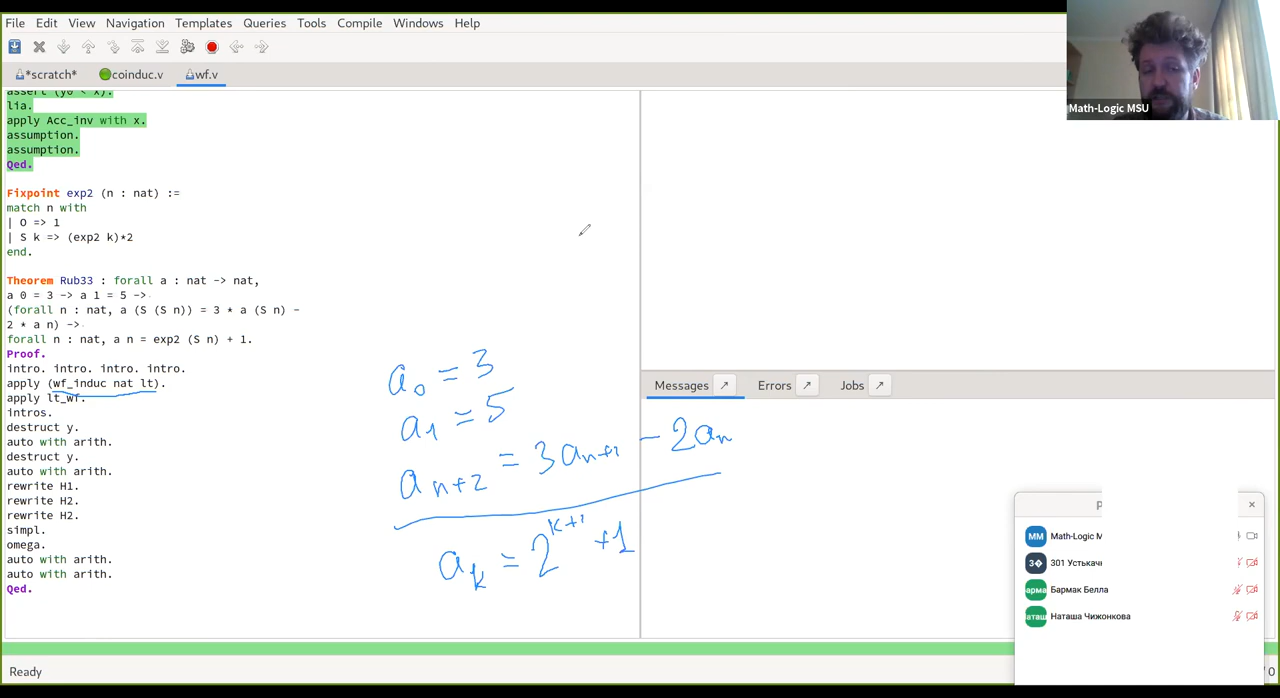 File Edit View Navigation Templates Queries Tools Compile Windows Help
*scratch* coinduc.v wf.v
assert (y0 < x).
lia.
apply Acc_inv with x.
assumption.
assumption.
Qed.
Fixpoint exp2 (n : nat) :=
match n with
| O => 1
| S k => (exp2 k)*2
end.
Theorem Rub33 : forall a : nat -> nat,
a 0 = 3 -> a 1 = 5 ->
(forall n : nat, a (S (S n)) = 3 * a (S n) -
2 * a n) ->
forall n : nat, a n = exp2 (S n) + 1.
Proof.
intro. intro. intro. intro.
apply (wf_induc nat lt).
apply lt_wf.
intros.
destruct y.
auto with arith.
destruct y.
auto with arith.
rewrite H1.
rewrite H2.
rewrite H2.
simpl.
omega.
auto with arith.
auto with arith.
Qed.
a₀ = 3
a₁ = 5
aₙ₊₂ = 3aₙ₊₁ - 2aₙ
aₖ = 2ᵏ⁺¹ + 1
Messages Errors Jobs
Math-Logic MSU
MM Math-Logic M
301 Устькачк
Бармак Белла
Наташа Чижонкова
Ready